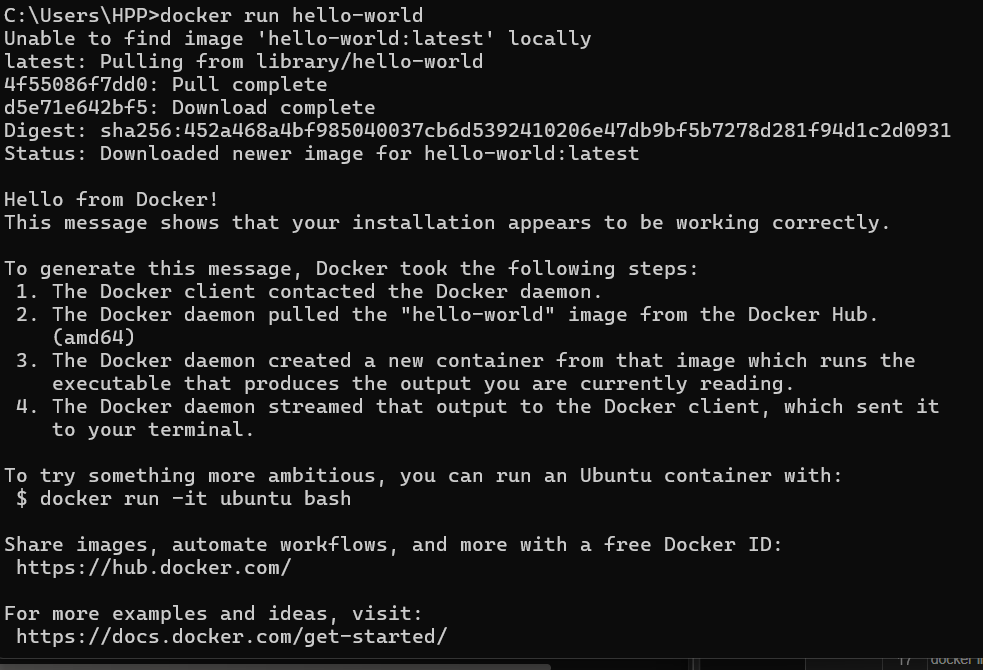 C:\Users\HPP>docker run hello-world
Unable to find image 'hello-world:latest' locally
latest: Pulling from library/hello-world
4f55086f7dd0: Pull complete
d5e71e642bf5: Download complete
Digest: sha256:452a468a4bf985040037cb6d5392410206e47db9bf5b7278d281f94d1c2d0931
Status: Downloaded newer image for hello-world:latest

Hello from Docker!
This message shows that your installation appears to be working correctly.

To generate this message, Docker took the following steps:
 1. The Docker client contacted the Docker daemon.
 2. The Docker daemon pulled the "hello-world" image from the Docker Hub.
    (amd64)
 3. The Docker daemon created a new container from that image which runs the
    executable that produces the output you are currently reading.
 4. The Docker daemon streamed that output to the Docker client, which sent it
    to your terminal.

To try something more ambitious, you can run an Ubuntu container with:
 $ docker run -it ubuntu bash

Share images, automate workflows, and more with a free Docker ID:
 https://hub.docker.com/

For more examples and ideas, visit:
 https://docs.docker.com/get-started/
17 docker